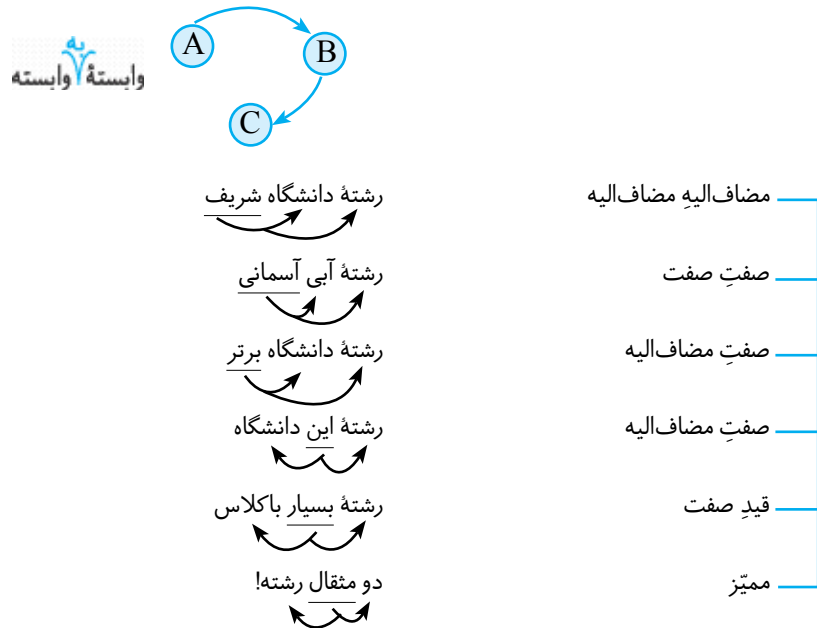 A
B
C
وابستهٔ به وابسته
مضاف‌الیهِ مضاف‌الیه
رشتهٔ دانشگاه شریف
صفتِ صفت
رشتهٔ آبی آسمانی
صفتِ مضاف‌الیه
رشتهٔ دانشگاه برتر
صفتِ مضاف‌الیه
رشتهٔ این دانشگاه
قیدِ صفت
رشتهٔ بسیار باکلاس
ممیّز
دو مثقال رشته!